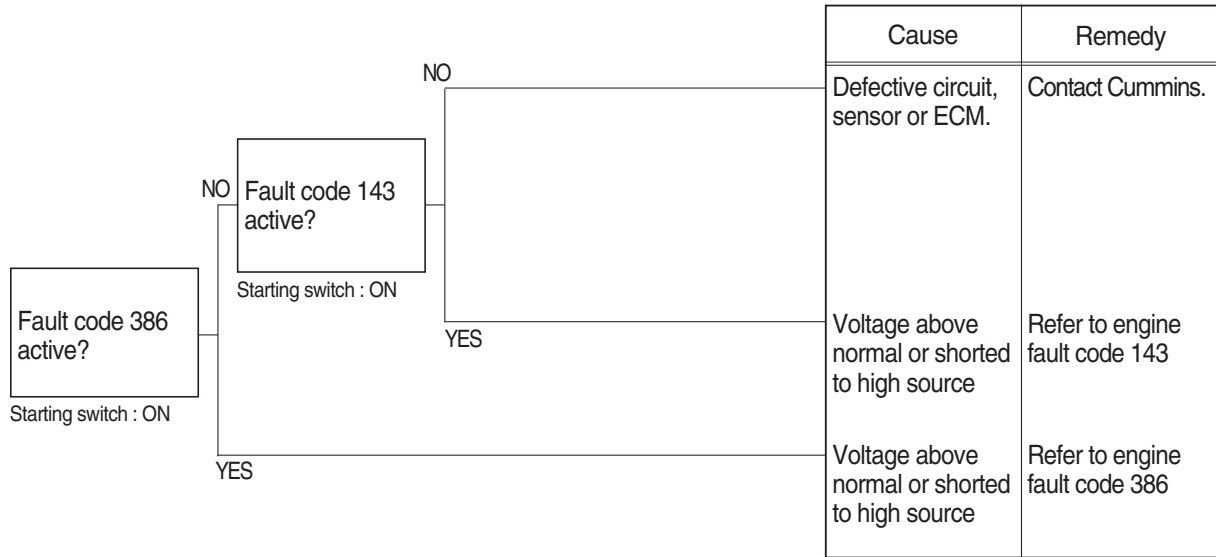 Cause
Remedy
NO
Defective circuit,
sensor or ECM.
Contact Cummins.
NO
Fault code 143
active?
Starting switch : ON
Fault code 386
active?
Starting switch : ON
YES
Voltage above
normal or shorted
to high source
Refer to engine
fault code 143
YES
Voltage above
normal or shorted
to high source
Refer to engine
fault code 386